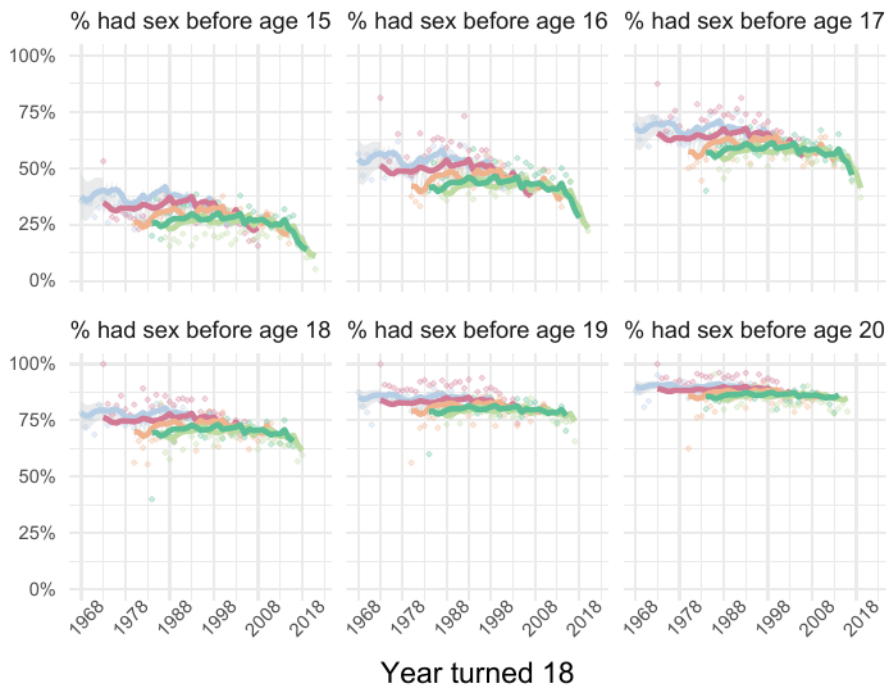 % had sex before age 15
% had sex before age 16
% had sex before age 17
100%
75%
50%
25%
0%
% had sex before age 18
% had sex before age 19
% had sex before age 20
100%
75%
50%
25%
0%
1968 1978 1988 1998 2008 2018
1968 1978 1988 1998 2008 2018
1968 1978 1988 1998 2008 2018
Year turned 18